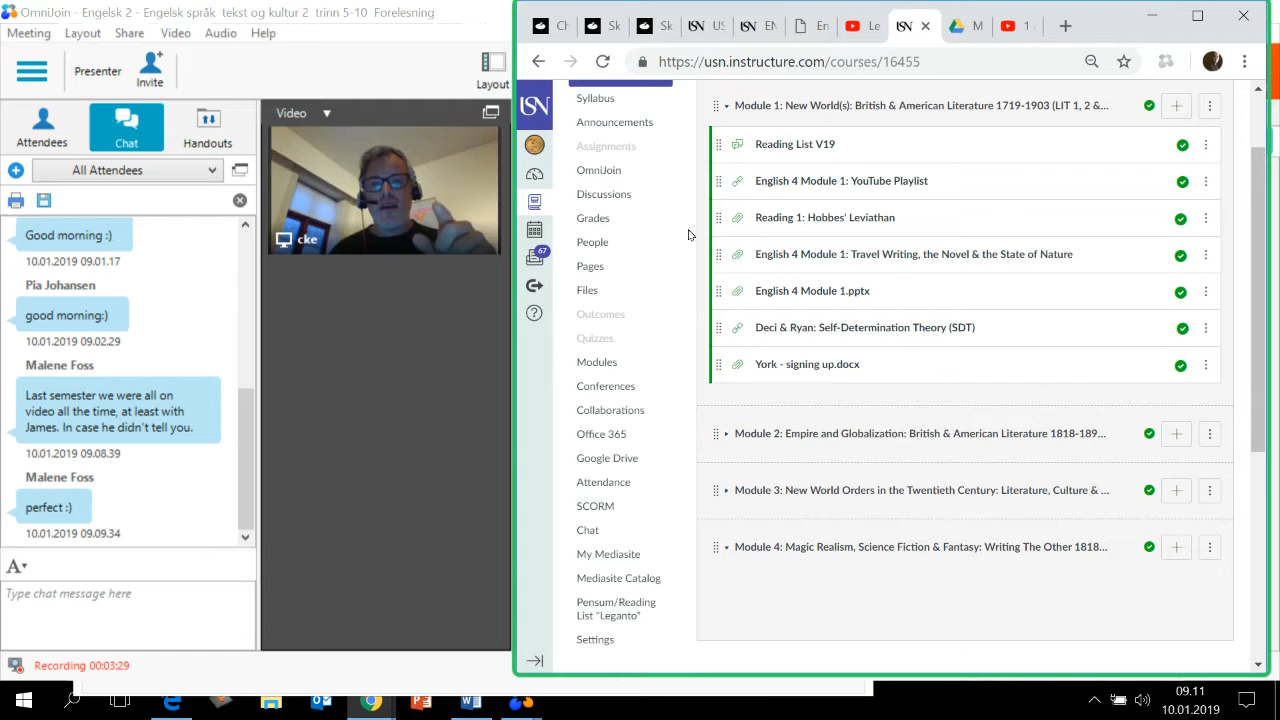 OmniJoin - Engelsk 2 - Engelsk språk tekst og kultur 2 trinn 5-10 Forelesning
Meeting Layout Share Video Audio Help
Presenter
Invite
Layout
Attendees
Chat
Handouts
All Attendees
Good morning :)
10.01.2019 09.01.17
Pia Johansen
good morning:)
10.01.2019 09.02.29
Malene Foss
Last semester we were all on
video all the time, at least with
James. In case he didn't tell you.
10.01.2019 09.08.39
Malene Foss
perfect :)
10.01.2019 09.09.34
A
Type chat message here
Recording 00:03:29
Video
cke
Sk
Sk
USN
USN
EN
En
Le
USN
M
https://usn.instructure.com/courses/16455
USN
67
Syllabus
Announcements
Assignments
OmniJoin
Discussions
Grades
People
Pages
Files
Outcomes
Quizzes
Modules
Conferences
Collaborations
Office 365
Google Drive
Attendance
SCORM
Chat
My Mediasite
Mediasite Catalog
Pensum/Reading
List "Leganto"
Settings
Module 1: New World(s): British & American Literature 1719-1903 (LIT 1, 2 &...
Reading List V19
English 4 Module 1: YouTube Playlist
Reading 1: Hobbes' Leviathan
English 4 Module 1: Travel Writing, the Novel & the State of Nature
English 4 Module 1.pptx
Deci & Ryan: Self-Determination Theory (SDT)
York - signing up.docx
Module 2: Empire and Globalization: British & American Literature 1818-189...
Module 3: New World Orders in the Twentieth Century: Literature, Culture & ...
Module 4: Magic Realism, Science Fiction & Fantasy: Writing The Other 1818...
09.11
10.01.2019